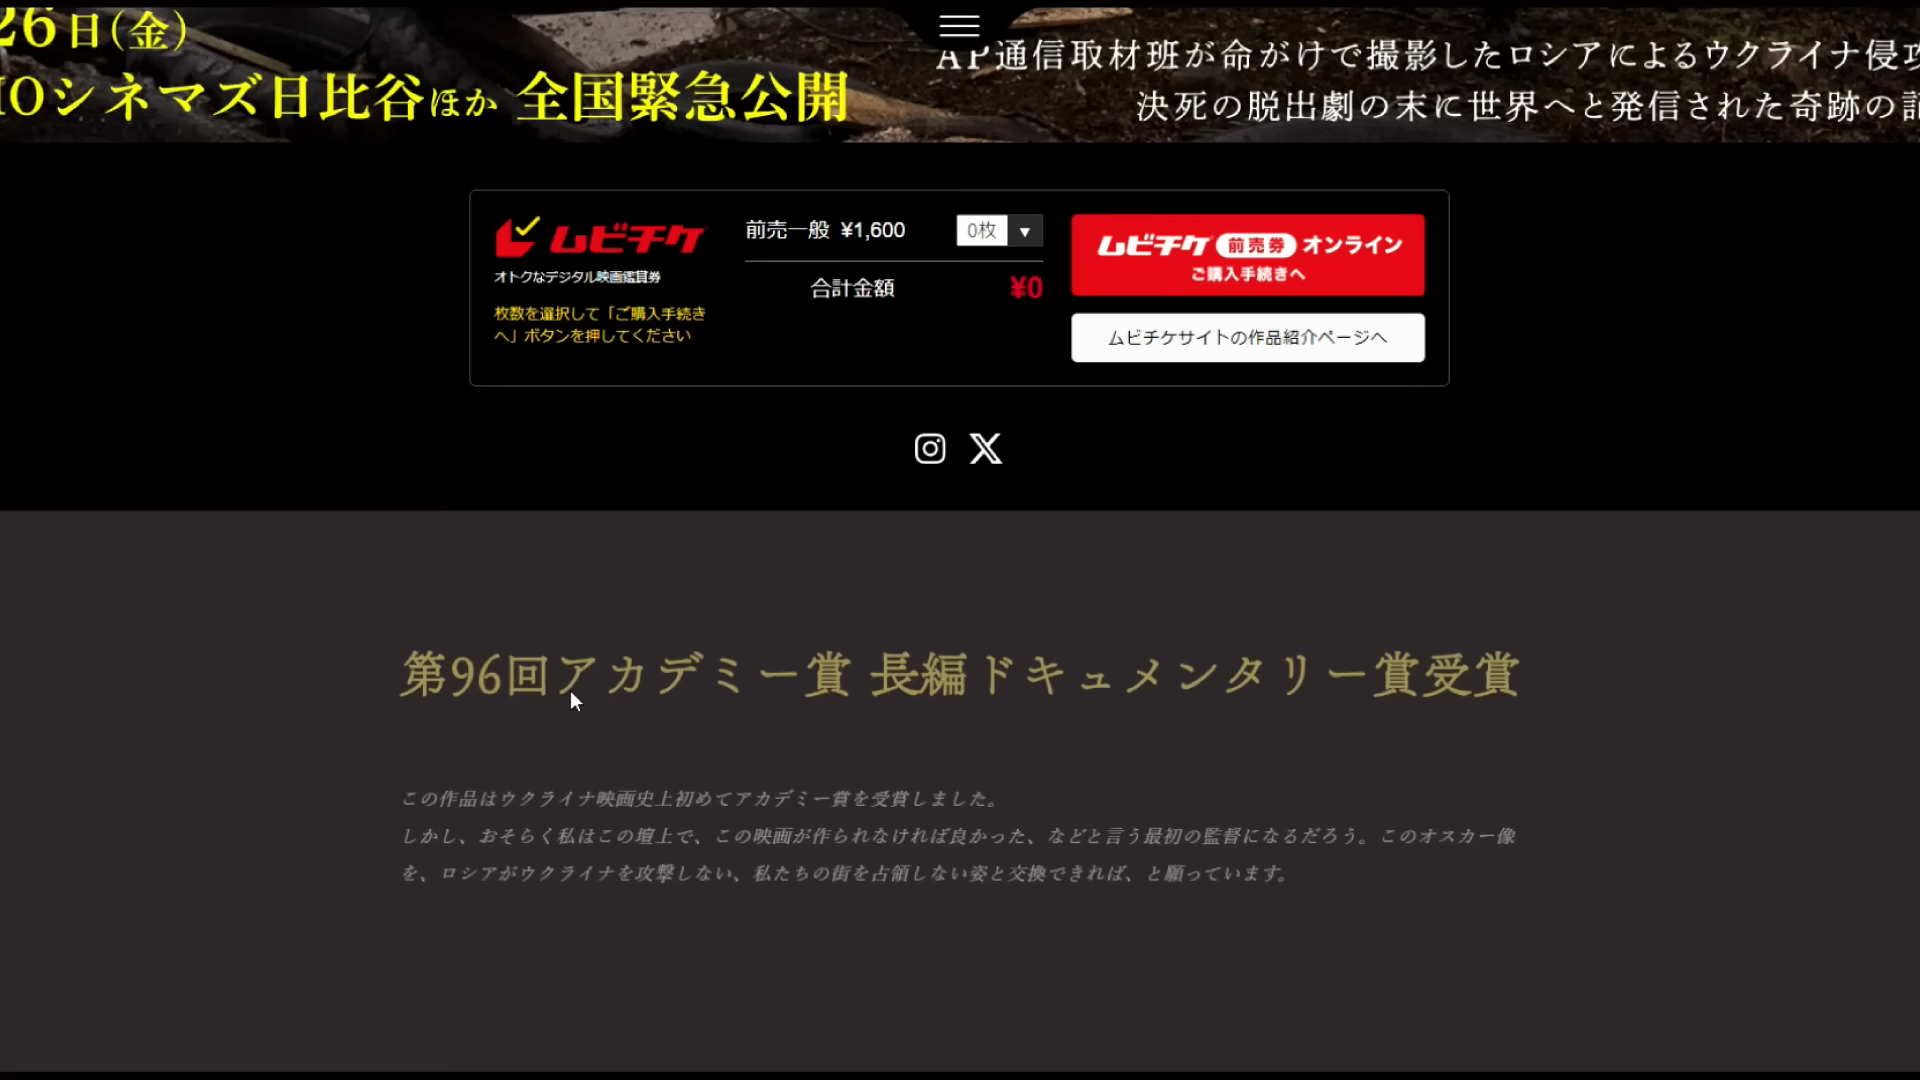 26日(金)
IOシネマズ日比谷ほか 全国緊急公開
AP通信取材班が命がけで撮影したロシアによるウクライナ侵攻
決死の脱出劇の末に世界へと発信された奇跡の記
ムビチケ
オトクなデジタル映画鑑賞券
枚数を選択して「ご購入手続き
へ」ボタンを押してください
前売一般 ¥1,600
0枚
▼
合計金額
¥0
ムビチケ 前売券 オンライン
ご購入手続きへ
ムビチケサイトの作品紹介ページへ
第96回アカデミー賞 長編ドキュメンタリー賞受賞
この作品はウクライナ映画史上初めてアカデミー賞を受賞しました。
しかし、おそらく私はこの壇上で、この映画が作られなければ良かった、などと言う最初の監督になるだろう。このオスカー像
を、ロシアがウクライナを攻撃しない、私たちの街を占領しない姿と交換できれば、と願っています。